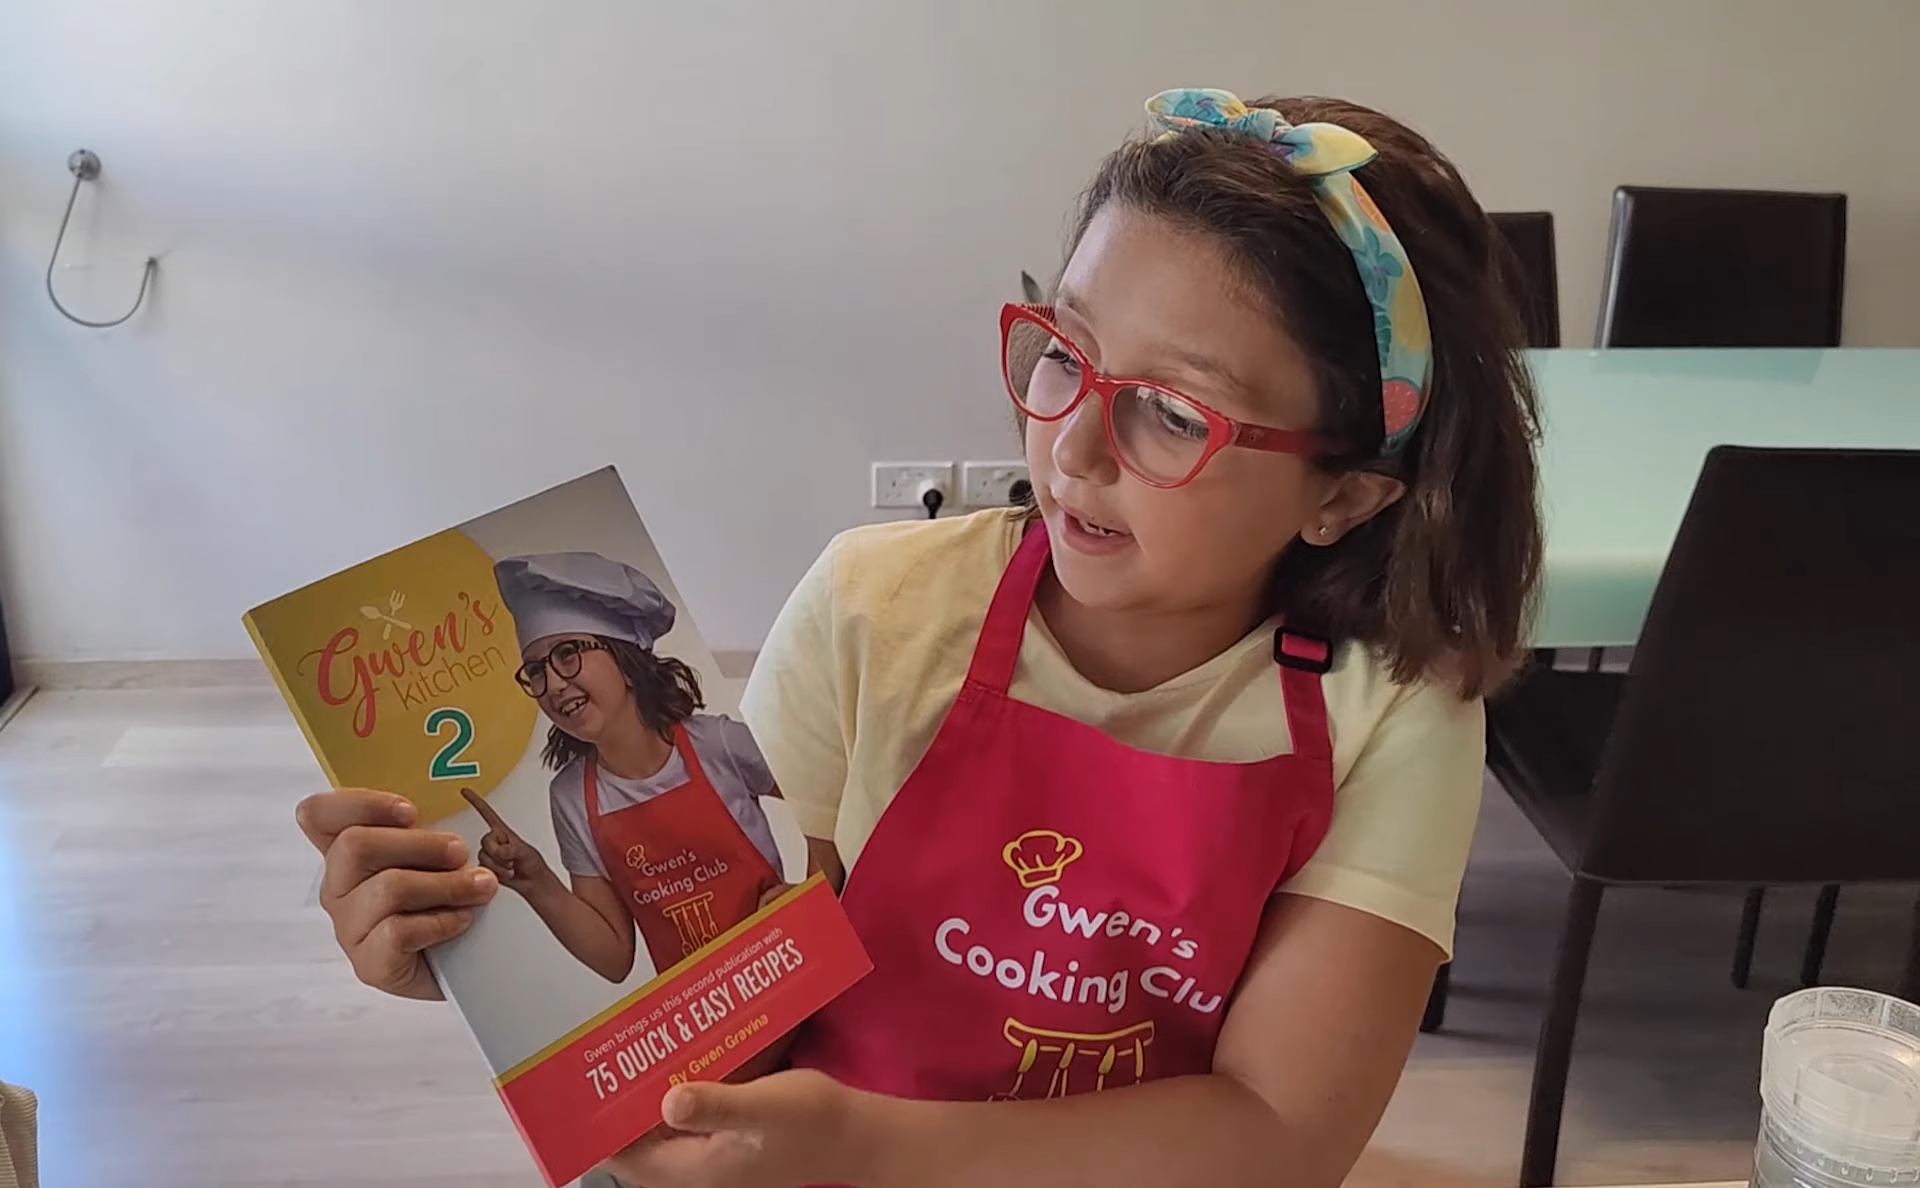 Gwen's
kitchen
2
Gwen's
Cooking Club
Gwen brings us this second publication with
75 QUICK & EASY RECIPES
By Gwen Gravina
Gwen's
Cooking Clu